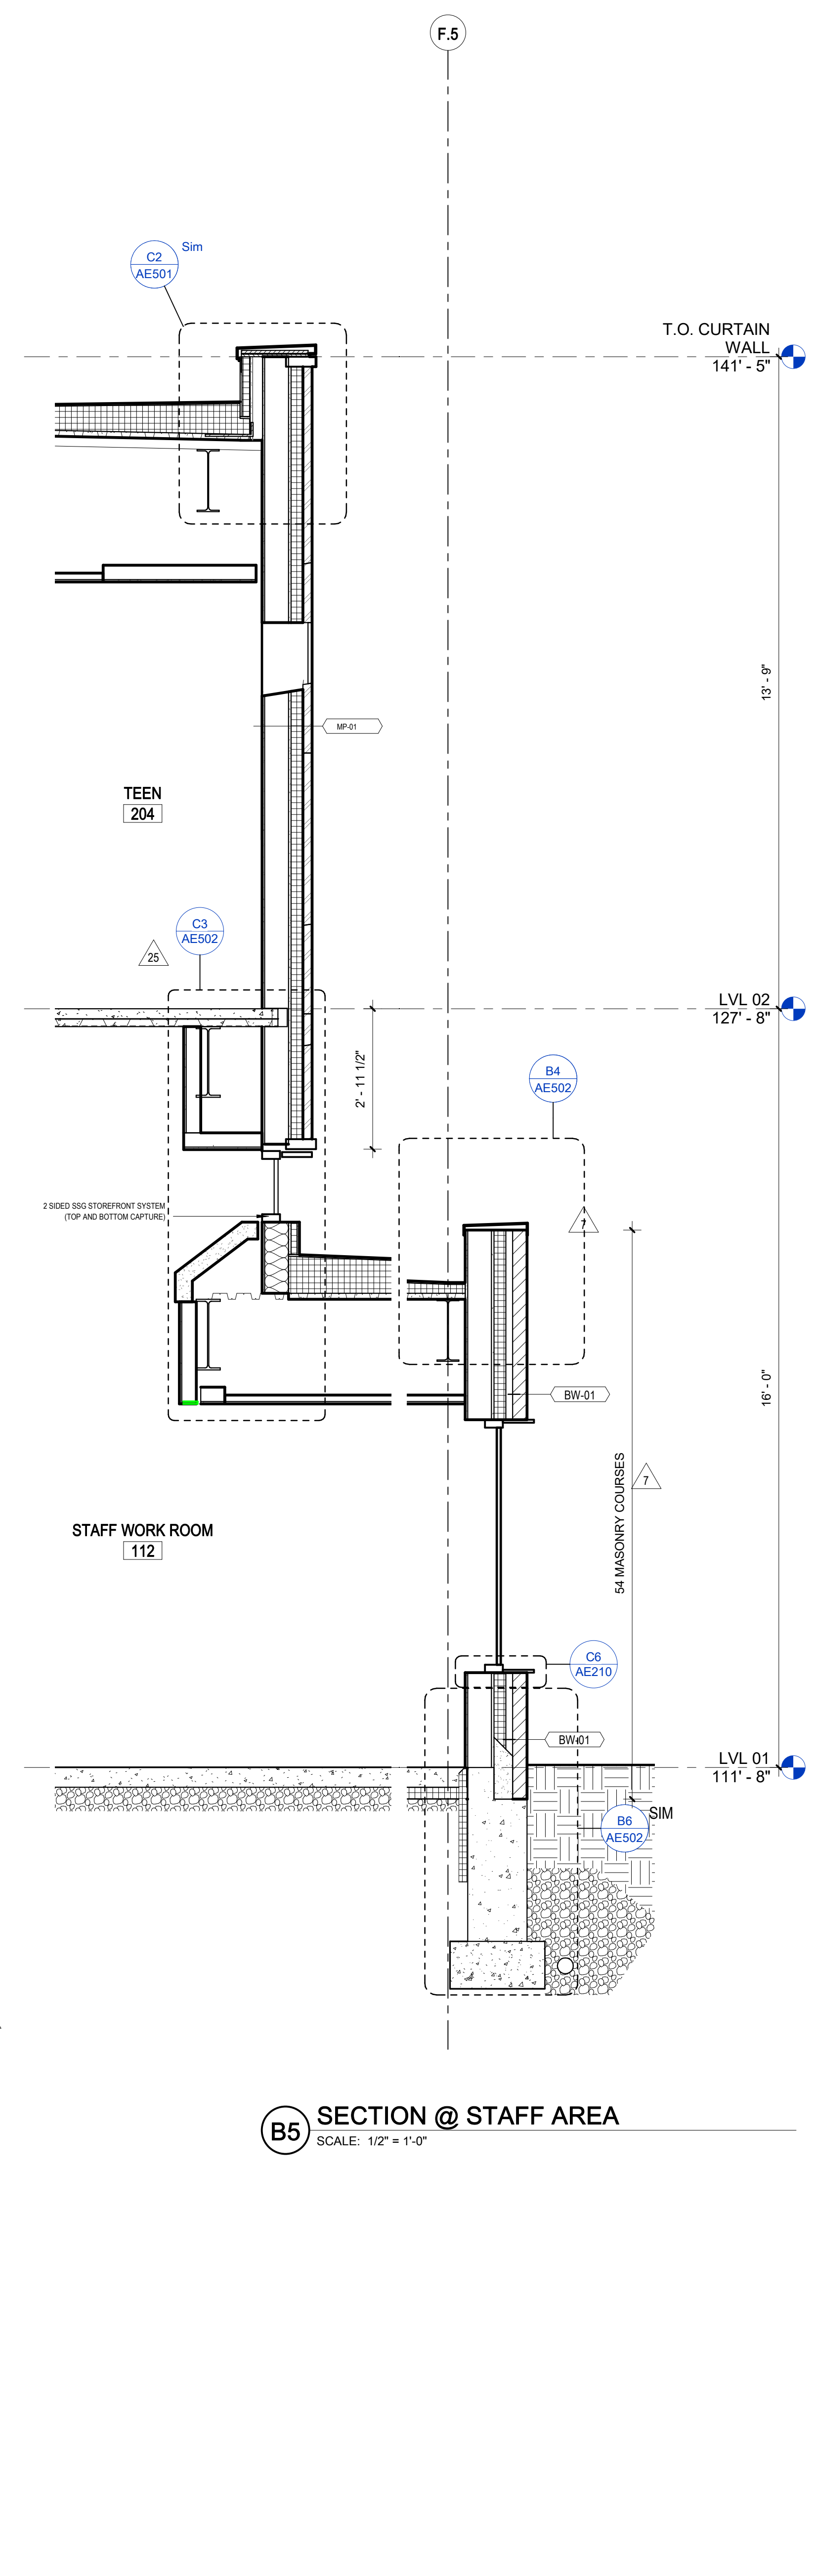 F.5
C2
AE501
Sim
T.O. CURTAIN
WALL
141' - 5"
13' - 9"
MP-01
TEEN
204
C3
AE502
25
LVL 02
127' - 8"
2' - 11 1/2"
B4
AE502
2 SIDED SSG STOREFRONT SYSTEM
(TOP AND BOTTOM CAPTURE)
7
BW-01
16' - 0"
54 MASONRY COURSES
7
STAFF WORK ROOM
112
C6
AE210
BW-01
LVL 01
111' - 8"
SIM
B6
AE502
B5
SECTION @ STAFF AREA
SCALE: 1/2" = 1'-0"